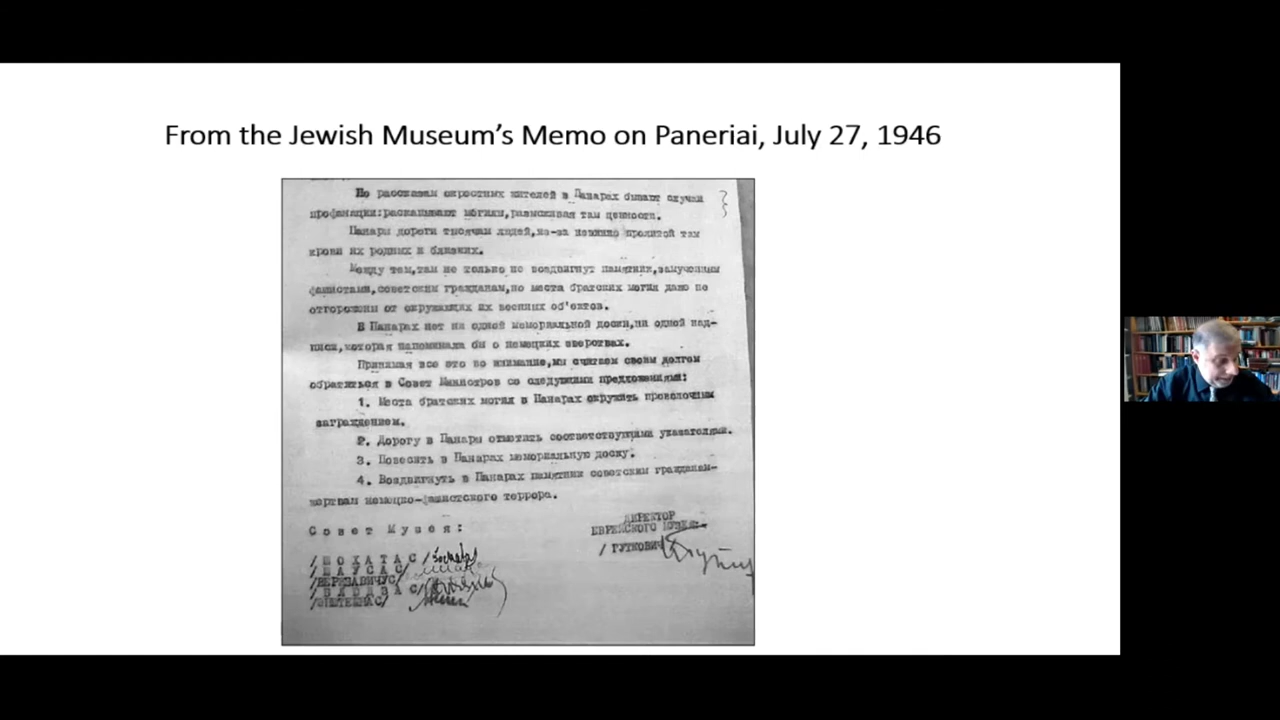 From the Jewish Museum's Memo on Paneriai, July 27, 1946
По рассказам окрестных жителей в Панарах бывают случаи
профанации:раскапывают могилы,разыскивая там ценности.
Панары дороги тысячам людей,из-за невинно пролитой там
крови их родных и близких.
Между тем,там не только не воздвигнут памятник,замученным
фашистами,советским гражданам,но места братских могил даже не
отгорожены от окружающих их военных об'ектов.
В Панарах нет ни одной мемориальной доски,ни одной над-
писи,которая напоминала бы о немецких зверствах.
Принимая все это во внимание,мы считаем своим долгом
обратиться в Совет Министров со следующими предложениями:
1. Места братских могил в Панарах окружить проволочным
заграждением.
2. Дорогу в Панары отметить соответствующими указателями.
3. Повесить в Панарах мемориальную доску.
4. Воздвигнуть в Панарах памятник советским гражданам-
жертвам немецко-фашистского террора.
Совет Музея:
ДИРЕКТОР
ЕВРЕЙСКОГО МУЗЕЯ:
/ ГУТКОВИЧ
/ Ш О Х А Т А С /